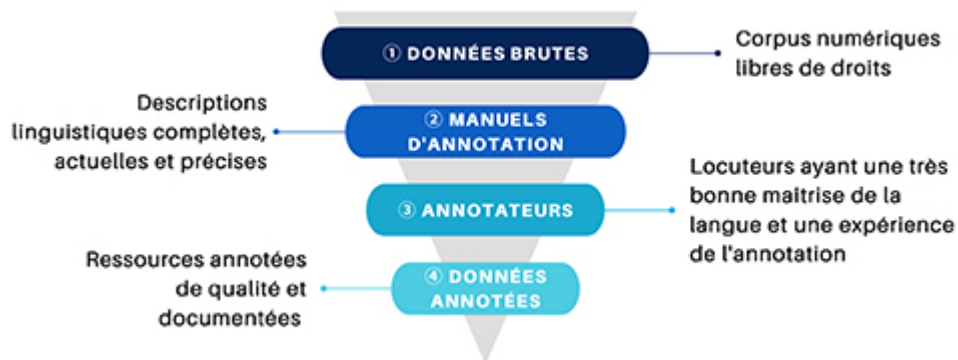 ① DONNÉES BRUTES
Corpus numériques
libres de droits
Descriptions
linguistiques complètes,
actuelles et précises
② MANUELS
D'ANNOTATION
③ ANNOTATEURS
Locuteurs ayant une très
bonne maitrise de la
langue et une expérience
de l'annotation
Ressources annotées
de qualité et
documentées
④ DONNÉES
ANNOTÉES